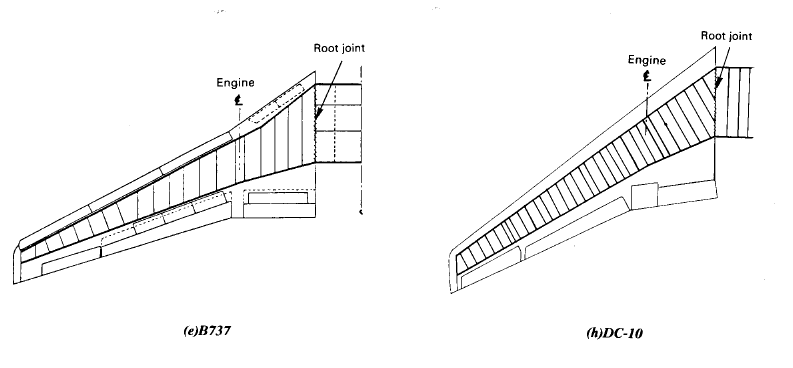 Root joint
Engine
℄
(e)B737
Root joint
Engine
℄
(h)DC-10